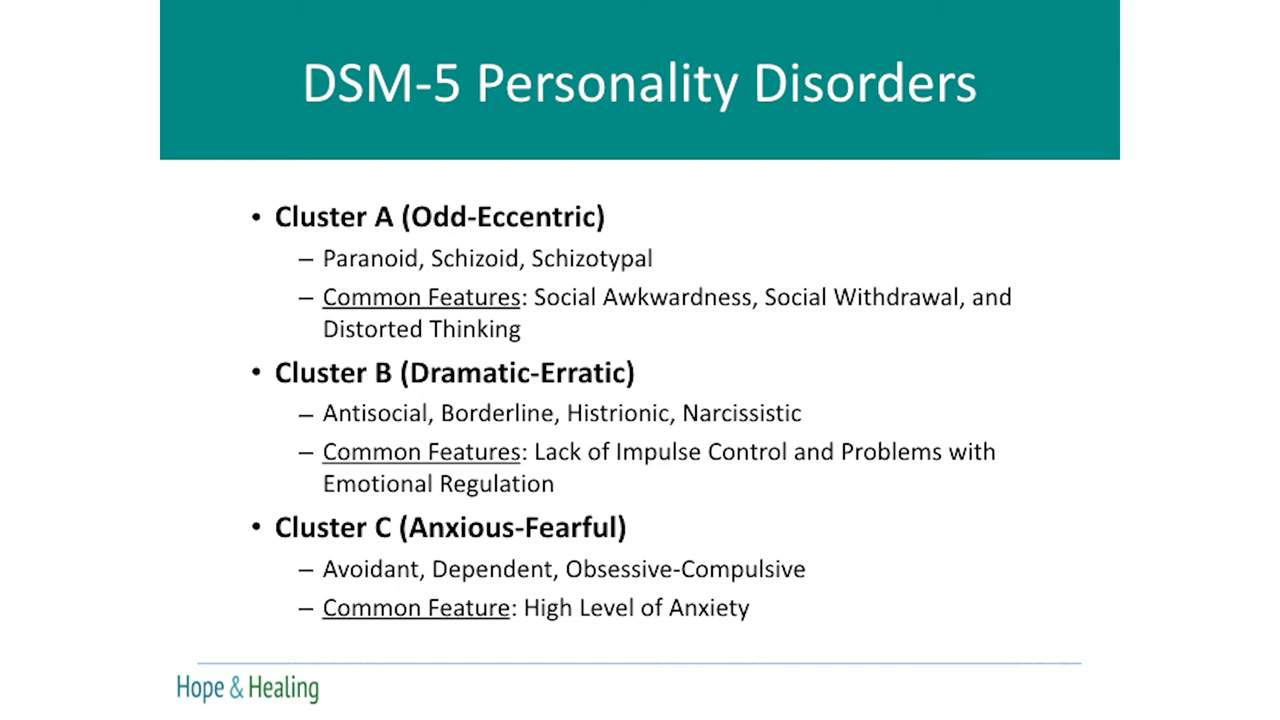 DSM-5 Personality Disorders
• Cluster A (Odd-Eccentric)
– Paranoid, Schizoid, Schizotypal
– Common Features: Social Awkwardness, Social Withdrawal, and
Distorted Thinking
• Cluster B (Dramatic-Erratic)
– Antisocial, Borderline, Histrionic, Narcissistic
– Common Features: Lack of Impulse Control and Problems with
Emotional Regulation
• Cluster C (Anxious-Fearful)
– Avoidant, Dependent, Obsessive-Compulsive
– Common Feature: High Level of Anxiety
Hope & Healing